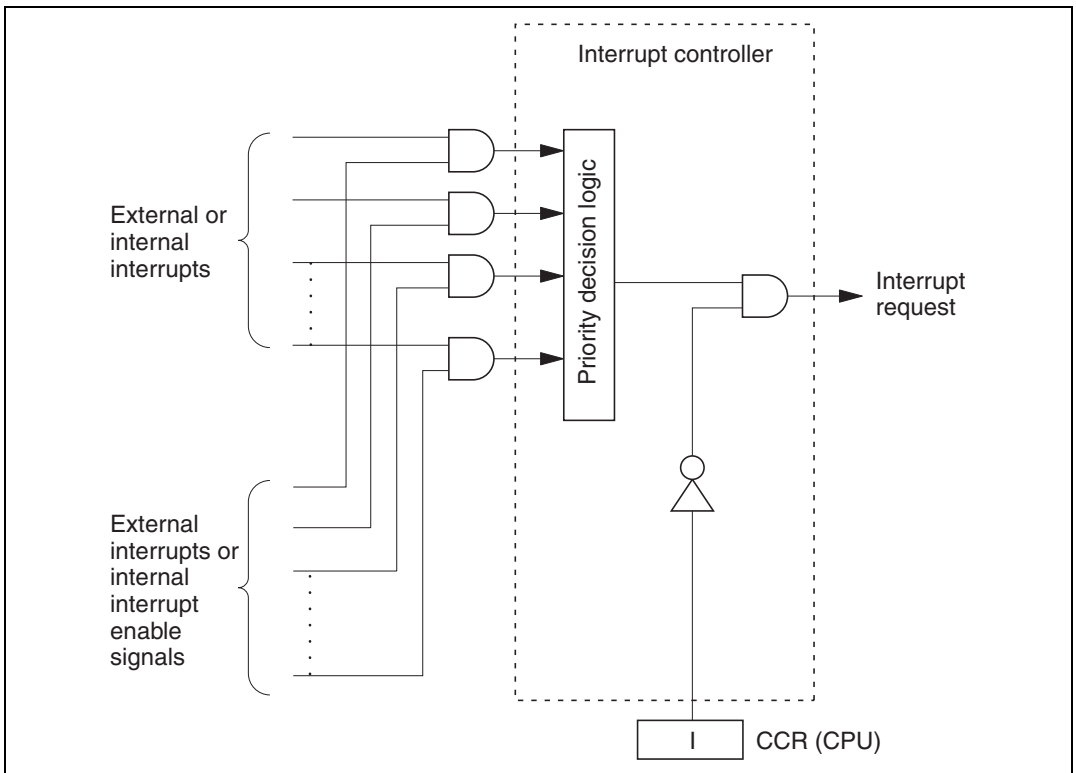 Interrupt controller
External or
internal
interrupts
Priority decision logic
Interrupt
request
External
interrupts or
internal
interrupt
enable
signals
I
CCR (CPU)